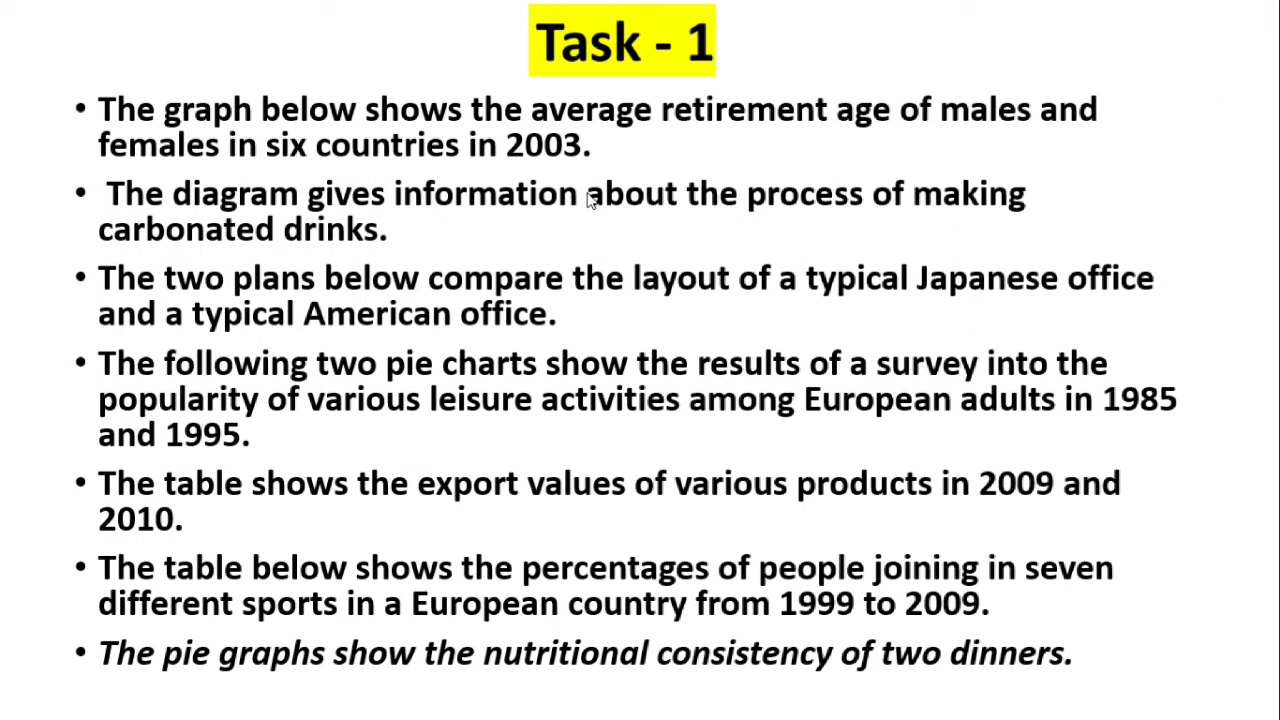 Task - 1
• The graph below shows the average retirement age of males and
females in six countries in 2003.
• The diagram gives information about the process of making
carbonated drinks.
• The two plans below compare the layout of a typical Japanese office
and a typical American office.
• The following two pie charts show the results of a survey into the
popularity of various leisure activities among European adults in 1985
and 1995.
• The table shows the export values of various products in 2009 and
2010.
• The table below shows the percentages of people joining in seven
different sports in a European country from 1999 to 2009.
• The pie graphs show the nutritional consistency of two dinners.